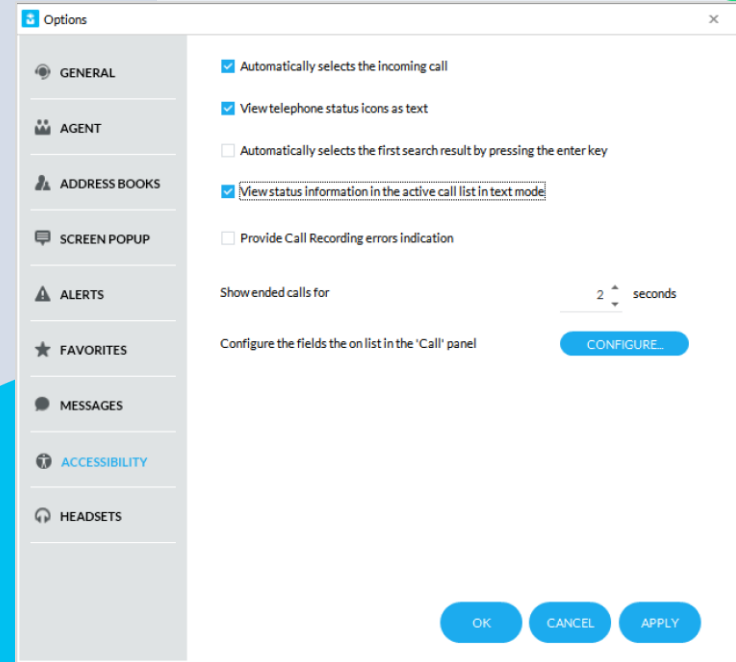 Options
GENERAL
AGENT
ADDRESS BOOKS
SCREEN POPUP
ALERTS
FAVORITES
MESSAGES
ACCESSIBILITY
HEADSETS
Automatically selects the incoming call
View telephone status icons as text
Automatically selects the first search result by pressing the enter key
View status information in the active call list in text mode
Provide Call Recording errors indication
Show ended calls for 2 seconds
Configure the fields the on list in the 'Call' panel CONFIGURE...
OK CANCEL APPLY